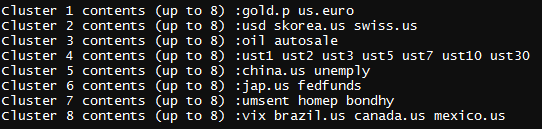 Cluster 1 contents (up to 8) :gold.p us.euro
Cluster 2 contents (up to 8) :usd skorea.us swiss.us
Cluster 3 contents (up to 8) :oil autosale
Cluster 4 contents (up to 8) :ust1 ust2 ust3 ust5 ust7 ust10 ust30
Cluster 5 contents (up to 8) :china.us unemply
Cluster 6 contents (up to 8) :jap.us fedfunds
Cluster 7 contents (up to 8) :umsent homep bondhy
Cluster 8 contents (up to 8) :vix brazil.us canada.us mexico.us